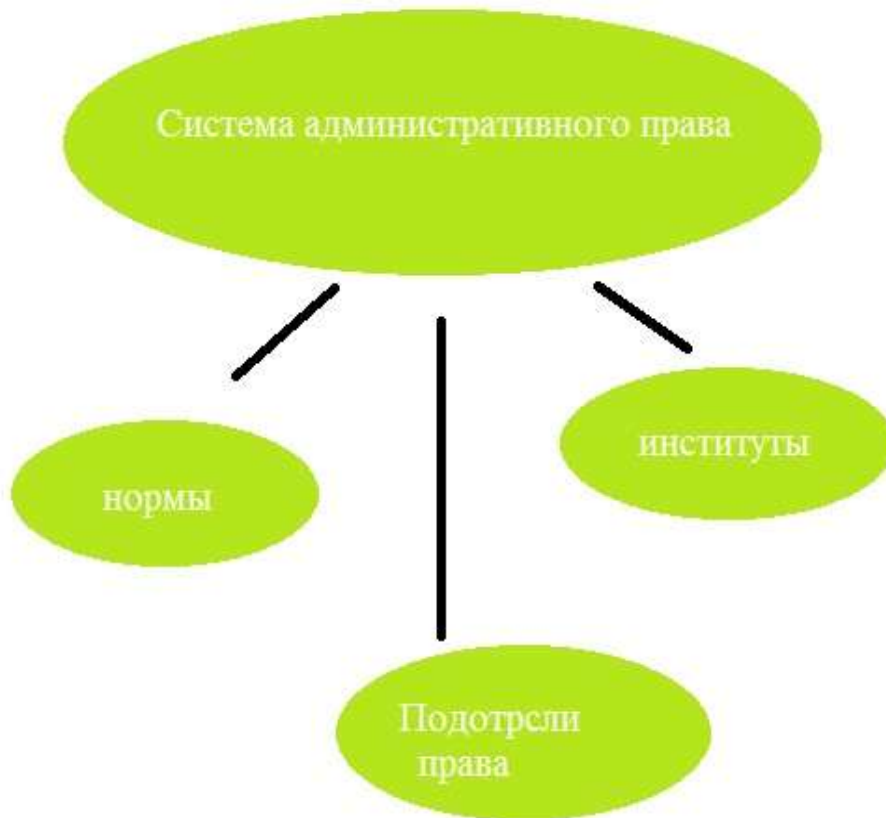 Система административного права
нормы
институты
Подотрсли
права